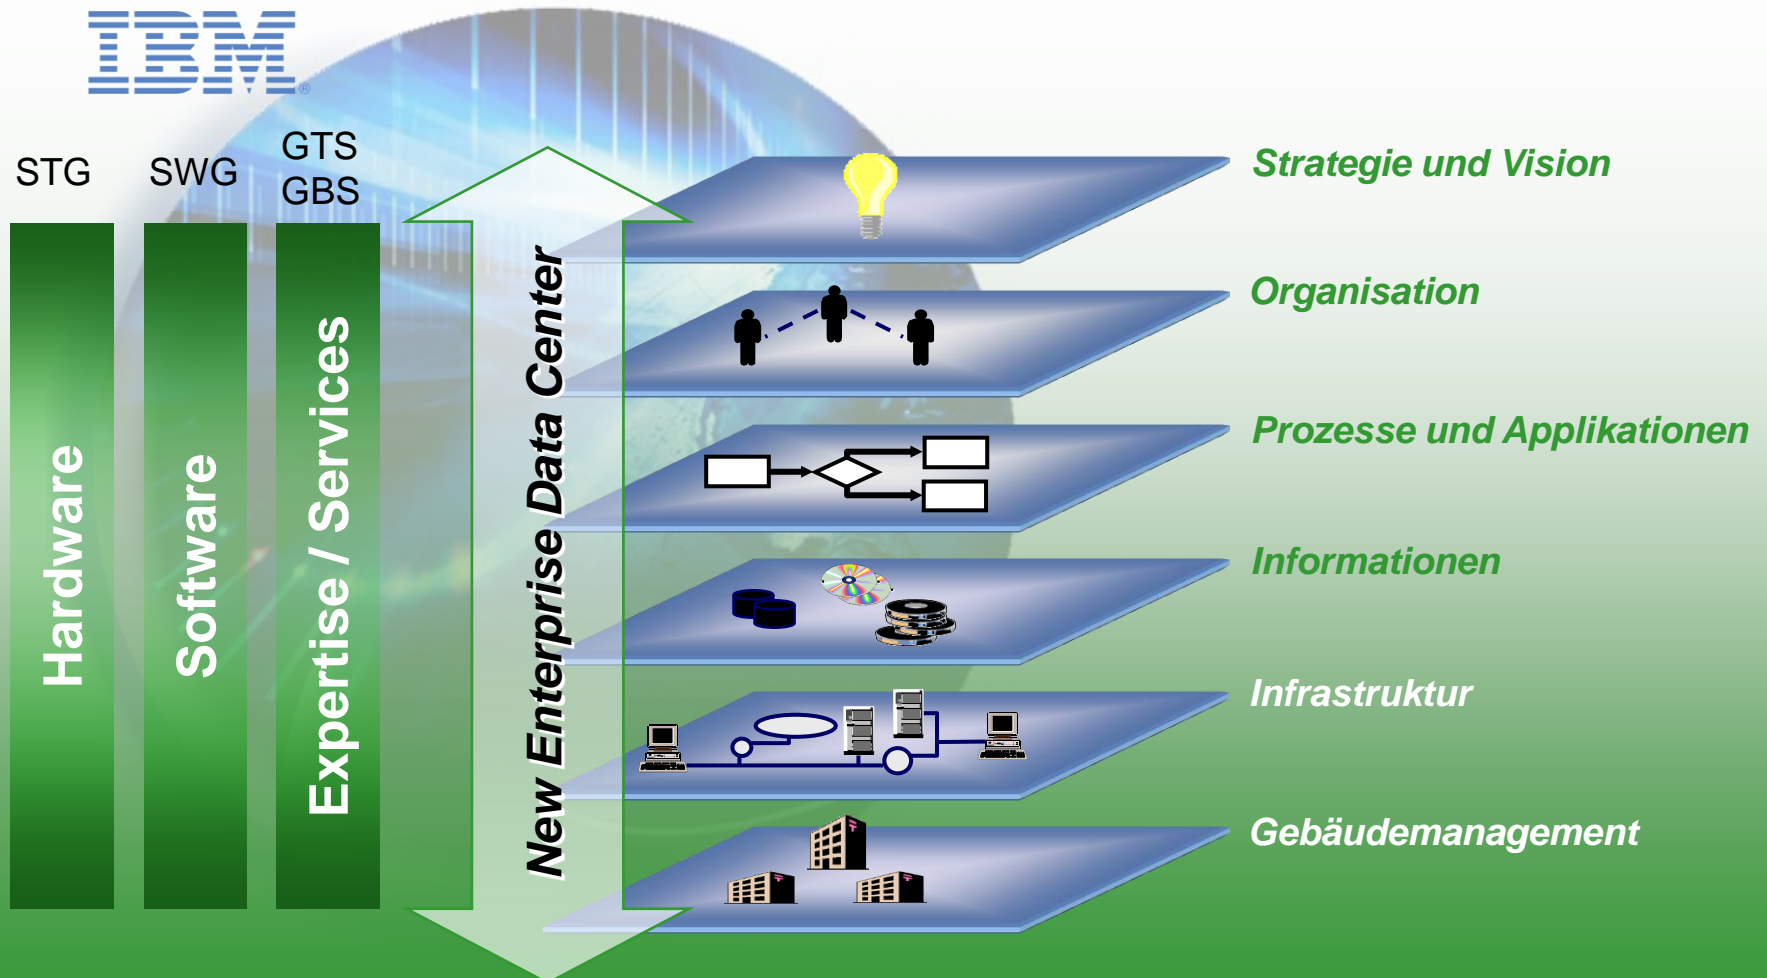 IBM®
STG
SWG
GTS
GBS
Hardware
Software
Expertise / Services
New Enterprise Data Center
Strategie und Vision
Organisation
Prozesse und Applikationen
Informationen
Infrastruktur
Gebäudemanagement